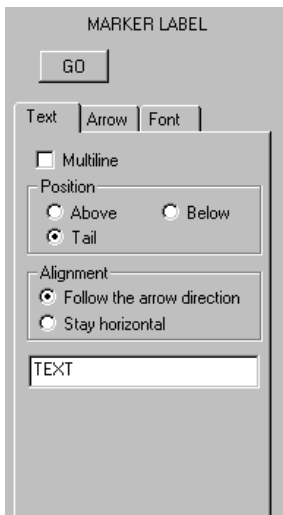 MARKER LABEL
GO
Text Arrow Font
Multiline
Position
Above Below
Tail
Alignment
Follow the arrow direction
Stay horizontal
TEXT